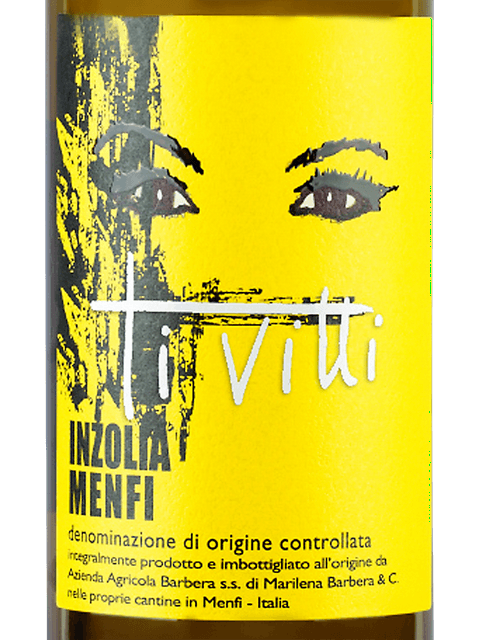 ti vitti
INZOLIA
MENFI
denominazione di origine controllata
integralmente prodotto e imbottigliato all'origine da
Azienda Agricola Barbera s.s. di Marilena Barbera & C.
nelle proprie cantine in Menfi - Italia